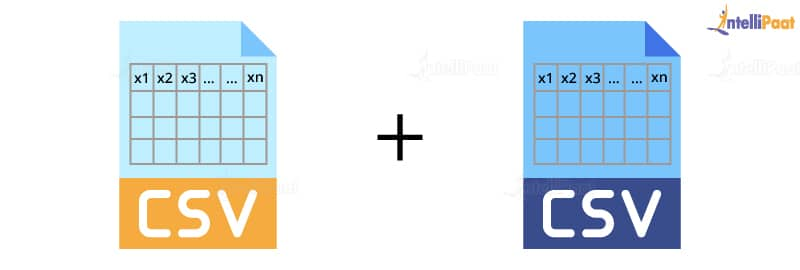 IntelliPaat
x1 x2 x3 ... ... xn
x1 x2 x3 ... ... xn
+
CSV
CSV